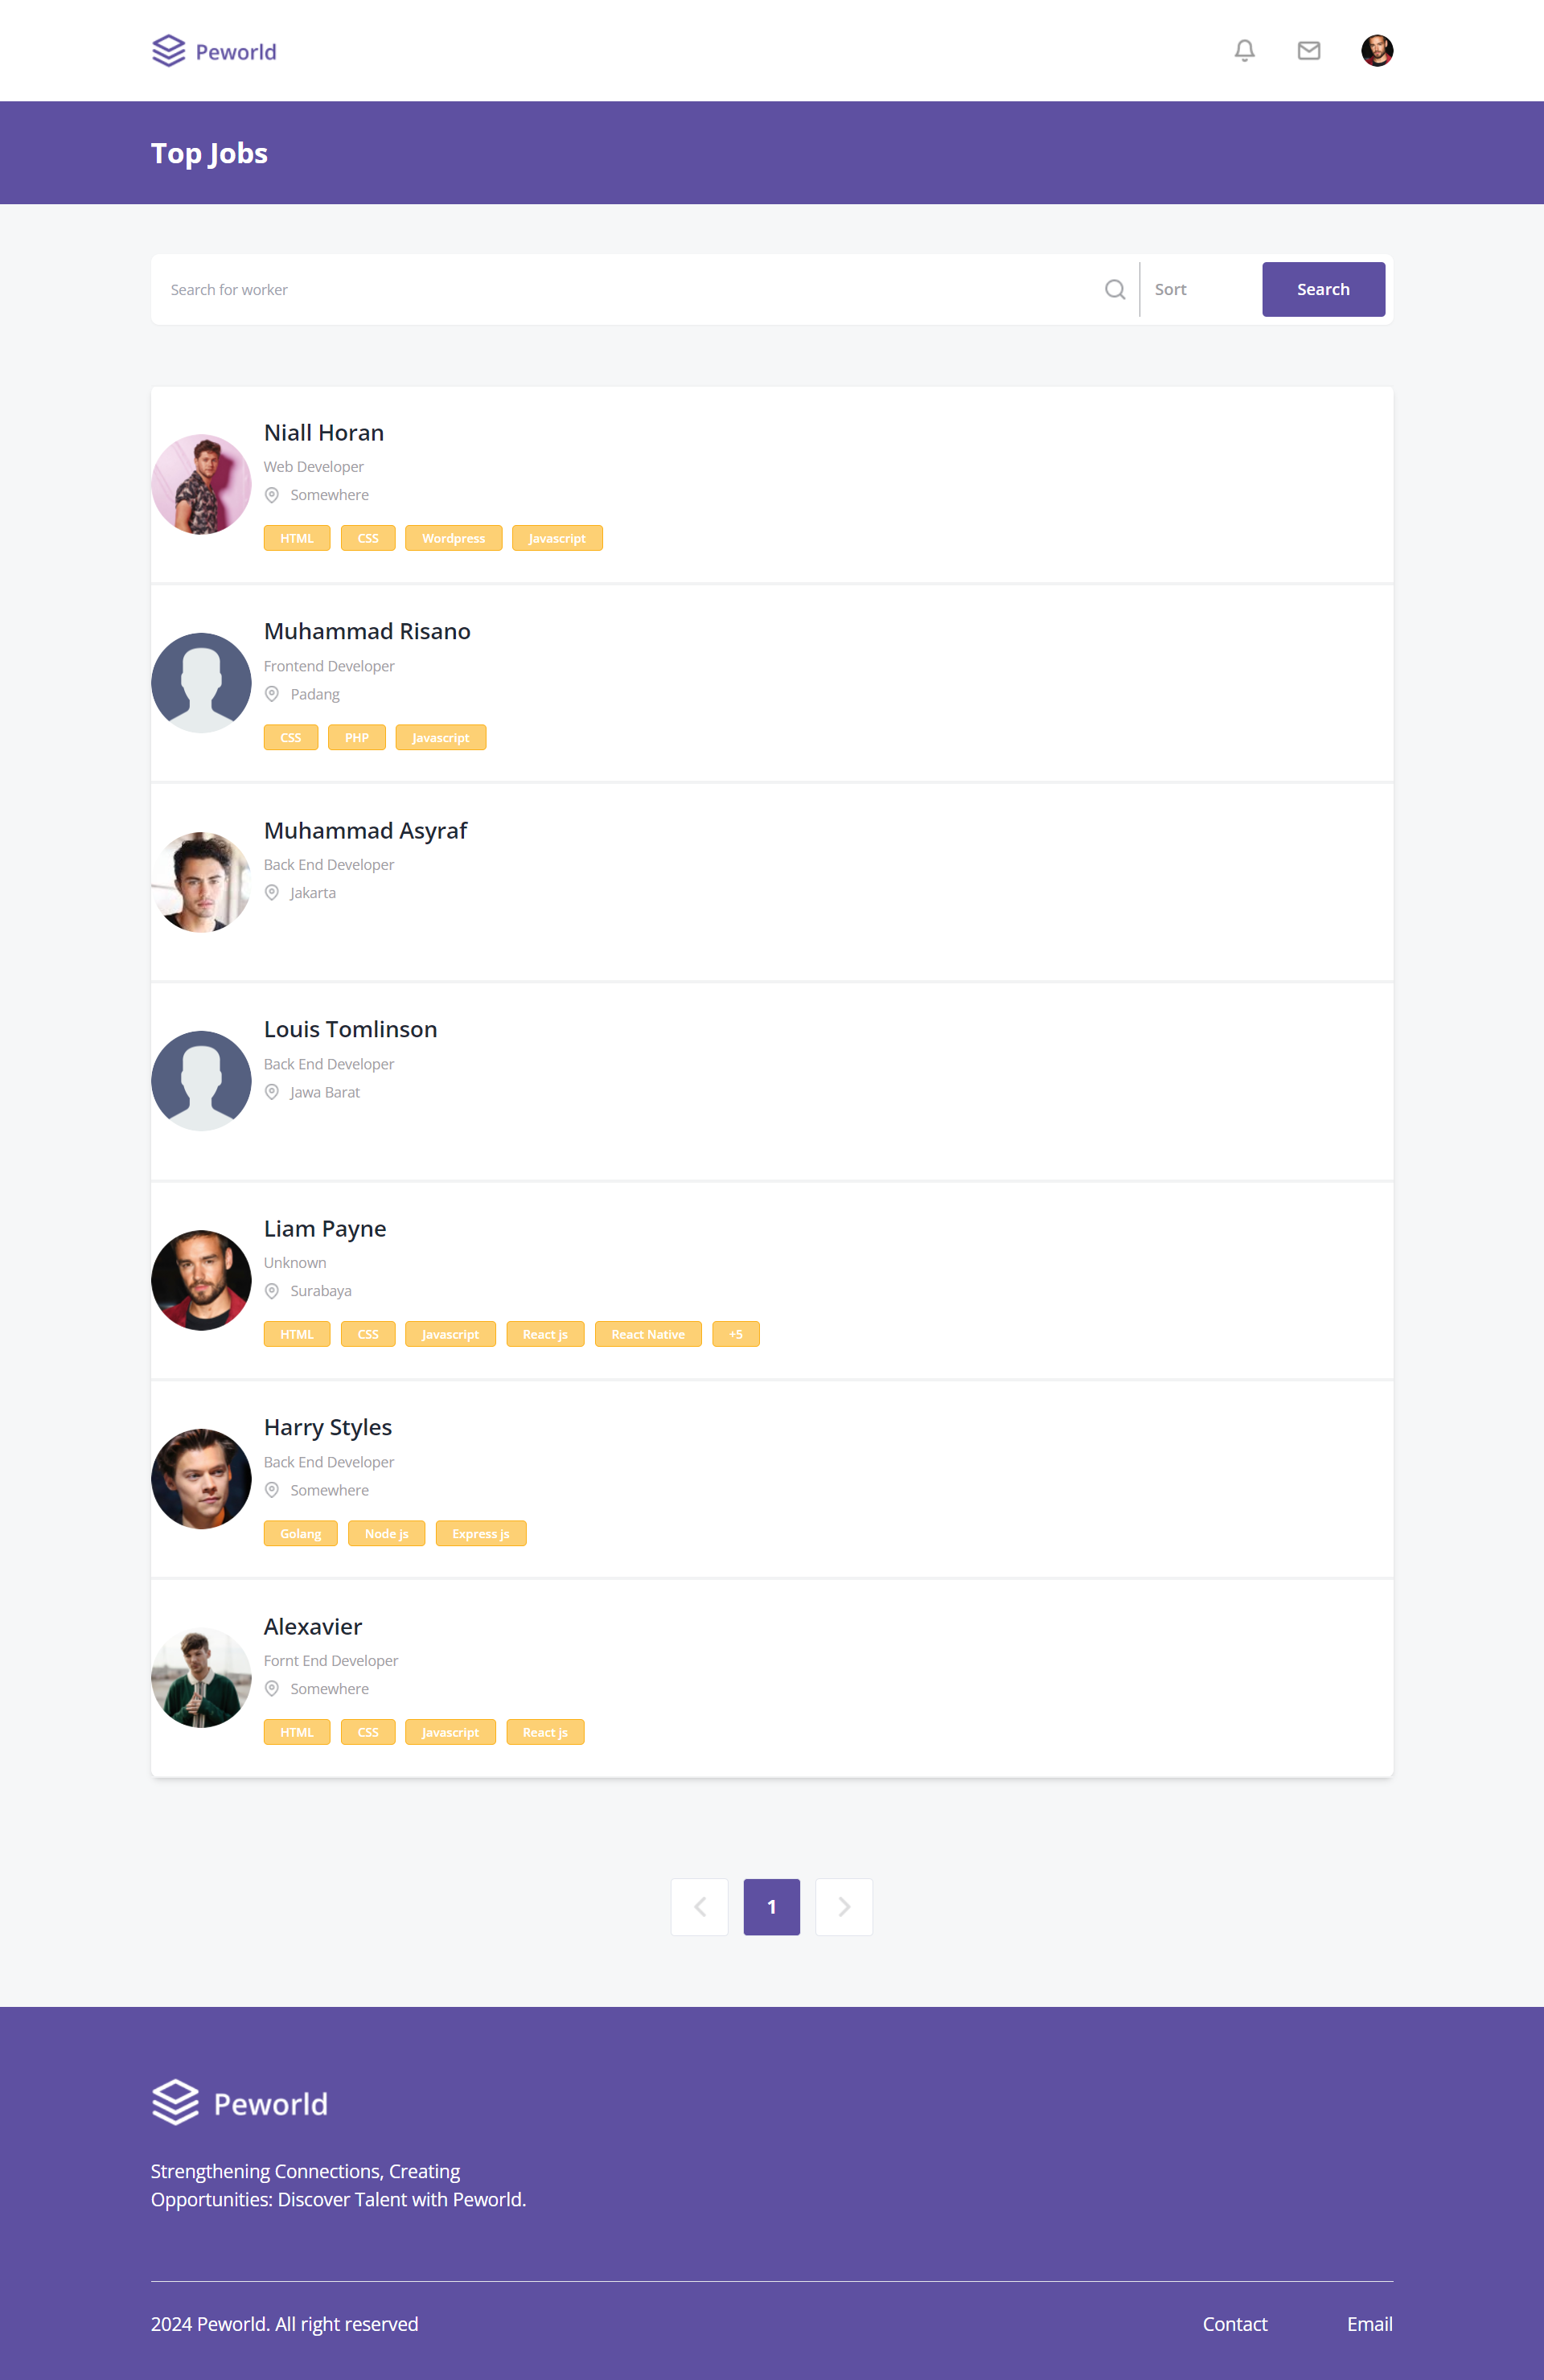 Peworld
Top Jobs
Search for worker
Sort
Search
Niall Horan
Web Developer
Somewhere
HTML CSS Wordpress Javascript
Muhammad Risano
Frontend Developer
Padang
CSS PHP Javascript
Muhammad Asyraf
Back End Developer
Jakarta
Louis Tomlinson
Back End Developer
Jawa Barat
Liam Payne
Unknown
Surabaya
HTML CSS Javascript React js React Native +5
Harry Styles
Back End Developer
Somewhere
Golang Node js Express js
Alexavier
Fornt End Developer
Somewhere
HTML CSS Javascript React js
1
Peworld
Strengthening Connections, Creating
Opportunities: Discover Talent with Peworld.
2024 Peworld. All right reserved
Contact
Email